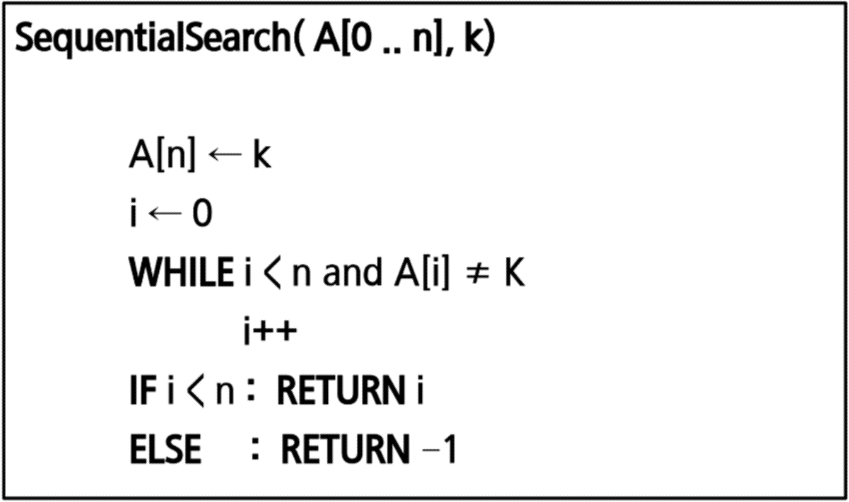 SequentialSearch( A[0 .. n], k)
A[n] ← k
i ← 0
WHILE i < n and A[i] ≠ K
i++
IF i < n : RETURN i
ELSE : RETURN −1